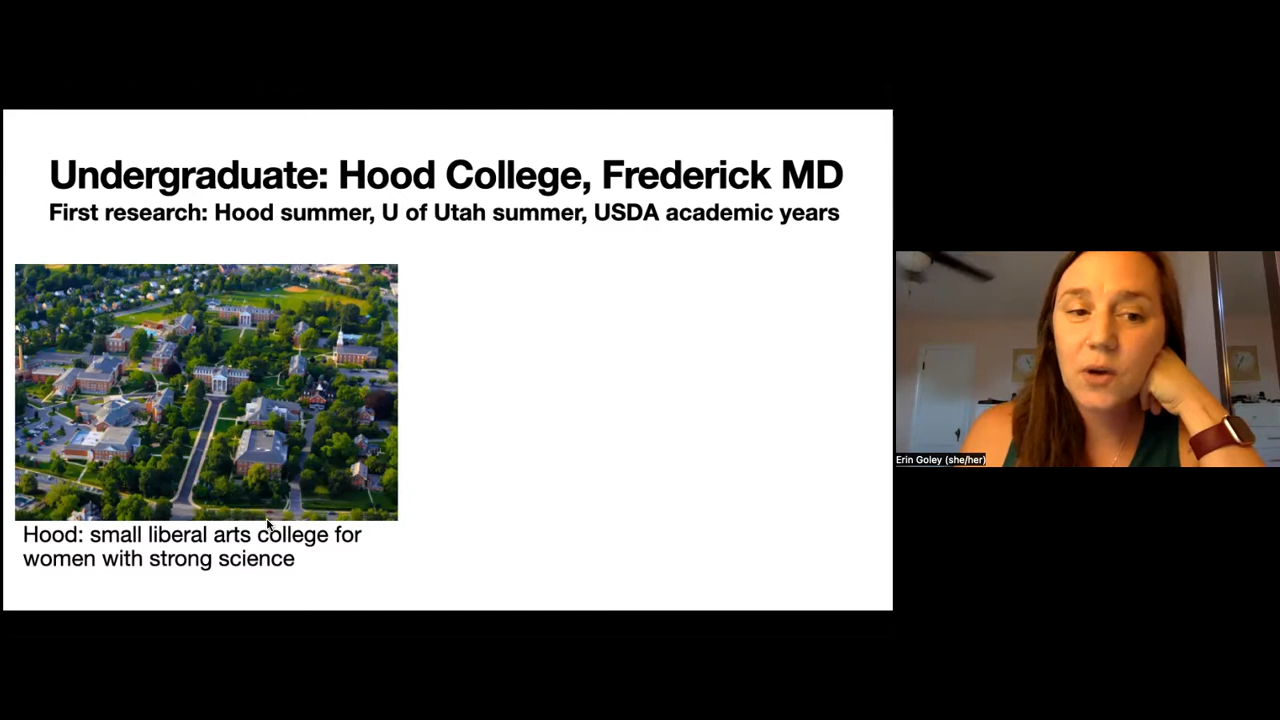 Undergraduate: Hood College, Frederick MD
First research: Hood summer, U of Utah summer, USDA academic years
Hood: small liberal arts college for
women with strong science
Erin Goley (she/her)